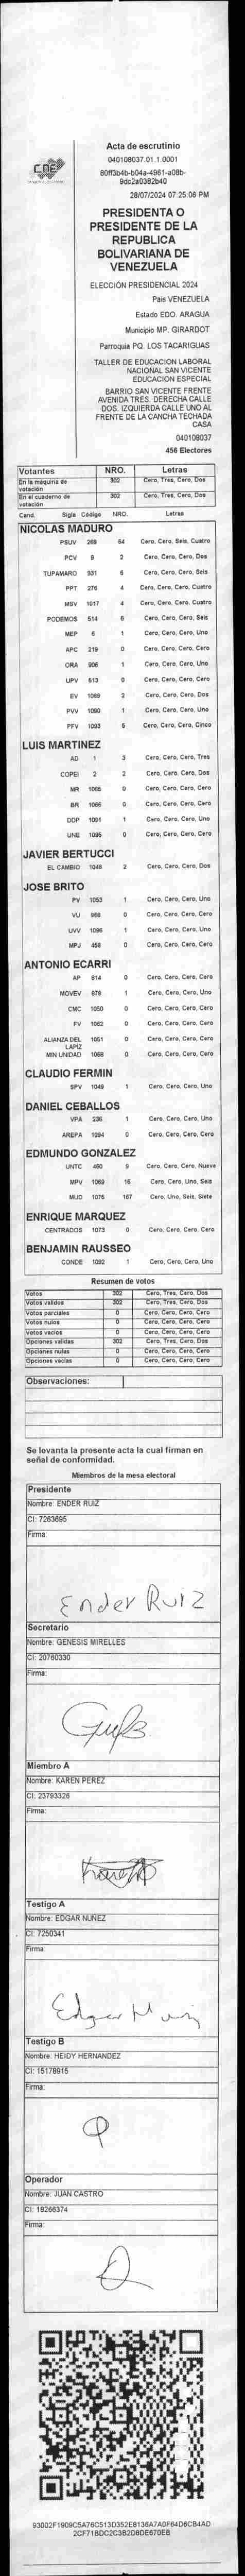 CNE
Acta de escrutinio
040108037.01.1.0001
80ff3b4b-b04a-4961-a08b-
9dc2a0382b40
28/07/2024 07:25:08 PM
PRESIDENTA O
PRESIDENTE DE LA
REPUBLICA
BOLIVARIANA DE
VENEZUELA
ELECCIÓN PRESIDENCIAL 2024
Pais VENEZUELA
Estado EDO. ARAGUA
Municipio MP. GIRARDOT
Parroquia PQ. LOS TACARIGUAS
TALLER DE EDUCACION LABORAL
NACIONAL SAN VICENTE
EDUCACION ESPECIAL
BARRIO SAN VICENTE FRENTE
AVENIDA TRES. DERECHA CALLE
DOS. IZQUIERDA CALLE UNO AL
FRENTE DE LA CANCHA TECHADA
CASA
040108037
456 Electores
Votantes NRO. Letras
En la máquina de votación 302 Cero, Tres, Cero, Dos
En el cuaderno de votación 302 Cero, Tres, Cero, Dos
Cand. Sigla Código NRO. Letras
NICOLAS MADURO
PSUV 269 64 Cero, Cero, Seis, Cuatro
PCV 9 2 Cero, Cero, Cero, Dos
TUPAMARO 931 6 Cero, Cero, Cero, Seis
PPT 275 4 Cero, Cero, Cero, Cuatro
MSV 1017 4 Cero, Cero, Cero, Cuatro
PODEMOS 514 6 Cero, Cero, Cero, Seis
MEP 6 1 Cero, Cero, Cero, Uno
APC 219 0 Cero, Cero, Cero, Cero
ORA 906 1 Cero, Cero, Cero, Uno
UPV 513 0 Cero, Cero, Cero, Cero
EV 1089 2 Cero, Cero, Cero, Dos
PVV 1090 1 Cero, Cero, Cero, Uno
PFV 1093 5 Cero, Cero, Cero, Cinco
LUIS MARTINEZ
AD 1 3 Cero, Cero, Cero, Tres
COPEI 2 2 Cero, Cero, Cero, Dos
MR 1065 0 Cero, Cero, Cero, Cero
BR 1066 0 Cero, Cero, Cero, Cero
DDP 1091 1 Cero, Cero, Cero, Uno
UNE 1095 0 Cero, Cero, Cero, Cero
JAVIER BERTUCCI
EL CAMBIO 1048 2 Cero, Cero, Cero, Dos
JOSE BRITO
PV 1053 1 Cero, Cero, Cero, Uno
VU 960 0 Cero, Cero, Cero, Cero
UVV 1096 1 Cero, Cero, Cero, Uno
MPJ 458 0 Cero, Cero, Cero, Cero
ANTONIO ECARRI
AP 614 0 Cero, Cero, Cero, Cero
MOVEV 979 1 Cero, Cero, Cero, Uno
CMC 1050 0 Cero, Cero, Cero, Cero
FV 1062 0 Cero, Cero, Cero, Cero
ALIANZA DEL LAPIZ 1051 0 Cero, Cero, Cero, Cero
MIN UNIDAD 1068 0 Cero, Cero, Cero, Cero
CLAUDIO FERMIN
SPV 1049 1 Cero, Cero, Cero, Uno
DANIEL CEBALLOS
VPA 236 1 Cero, Cero, Cero, Uno
AREPA 1094 0 Cero, Cero, Cero, Cero
EDMUNDO GONZALEZ
UNTC 460 9 Cero, Cero, Cero, Nueve
MPV 1069 16 Cero, Cero, Uno, Seis
MUD 1075 167 Cero, Uno, Seis, Siete
ENRIQUE MARQUEZ
CENTRADOS 1073 0 Cero, Cero, Cero, Cero
BENJAMIN RAUSSEO
CONDE 1092 1 Cero, Cero, Cero, Uno
Resumen de votos
Votos 302 Cero, Tres, Cero, Dos
Votos validos 302 Cero, Tres, Cero, Dos
Votos parciales 0 Cero, Cero, Cero, Cero
Votos nulos 0 Cero, Cero, Cero, Cero
Votos vacios 0 Cero, Cero, Cero, Cero
Opciones validas 302 Cero, Tres, Cero, Dos
Opciones nulas 0 Cero, Cero, Cero, Cero
Opciones vacias 0 Cero, Cero, Cero, Cero
Observaciones:
Se levanta la presente acta la cual firman en
señal de conformidad.
Miembros de la mesa electoral
Presidente
Nombre: ENDER RUIZ
CI: 7263695
Firma:
Ender Ruiz
Secretario
Nombre: GENESIS MIRELLES
CI: 20760330
Firma:
Miembro A
Nombre: KAREN PEREZ
CI: 23793326
Firma:
Testigo A
Nombre: EDGAR NUÑEZ
CI: 7250341
Firma:
Testigo B
Nombre: HEIDY HERNANDEZ
CI: 15178915
Firma:
Operador
Nombre: JUAN CASTRO
CI: 18266374
Firma:
93002F1909C5A76C513D352E8136A7A0F64D6CB4AD
2CF71BDC2C3B2D8DE670EB